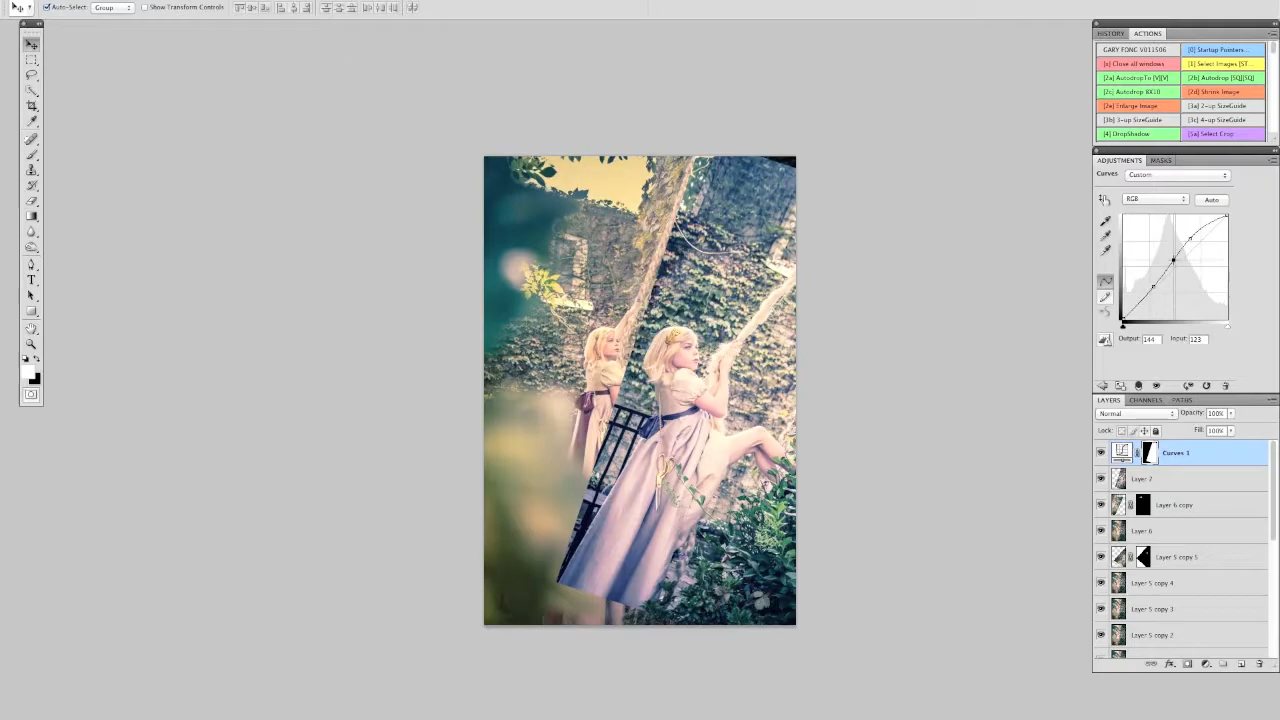 Auto-Select Group Show Transform Controls
HISTORY ACTIONS
GARY FONG V011506 [0] Startup Pointers...
[x] Close all windows [1] Select Images [ST...
[2a] AutodropTo [V][V] [2b] Autodrop [SQ][SQ]
[2c] Autodrop 8X10 [2d] Shrink Image
[2e] Enlarge Image [3a] 2-up SizeGuide
[3b] 3-up SizeGuide [3c] 4-up SizeGuide
[4] DropShadow [5a] Select Crop
ADJUSTMENTS MASKS
Curves Custom
RGB Auto
Output: 144 Input: 123
LAYERS CHANNELS PATHS
Normal Opacity: 100%
Lock: Fill: 100%
Curves 1
Layer 7
Layer 6 copy
Layer 6
Layer 5 copy 5
Layer 5 copy 4
Layer 5 copy 3
Layer 5 copy 2